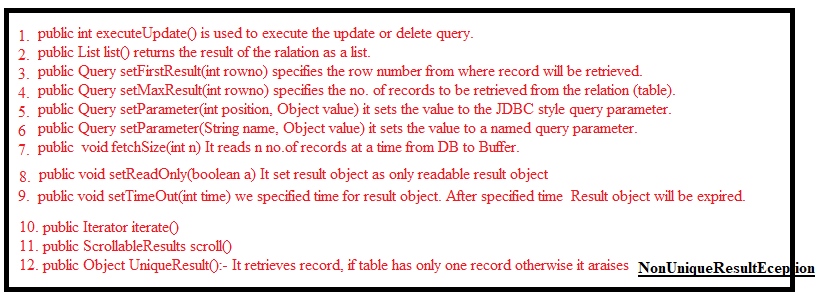 1. public int executeUpdate() is used to execute the update or delete query.
2. public List list() returns the result of the ralation as a list.
3. public Query setFirstResult(int rowno) specifies the row number from where record will be retrieved.
4. public Query setMaxResult(int rowno) specifies the no. of records to be retrieved from the relation (table).
5. public Query setParameter(int position, Object value) it sets the value to the JDBC style query parameter.
6 public Query setParameter(String name, Object value) it sets the value to a named query parameter.
7. public void fetchSize(int n) It reads n no.of records at a time from DB to Buffer.
8. public void setReadOnly(boolean a) It set result object as only readable result object
9. public void setTimeOut(int time) we specified time for result object. After specified time Result object will be expired.
10. public Iterator iterate()
11. public ScrollableResults scroll()
12. public Object UniqueResult():- It retrieves record, if table has only one record otherwise it araises NonUniqueResultEception